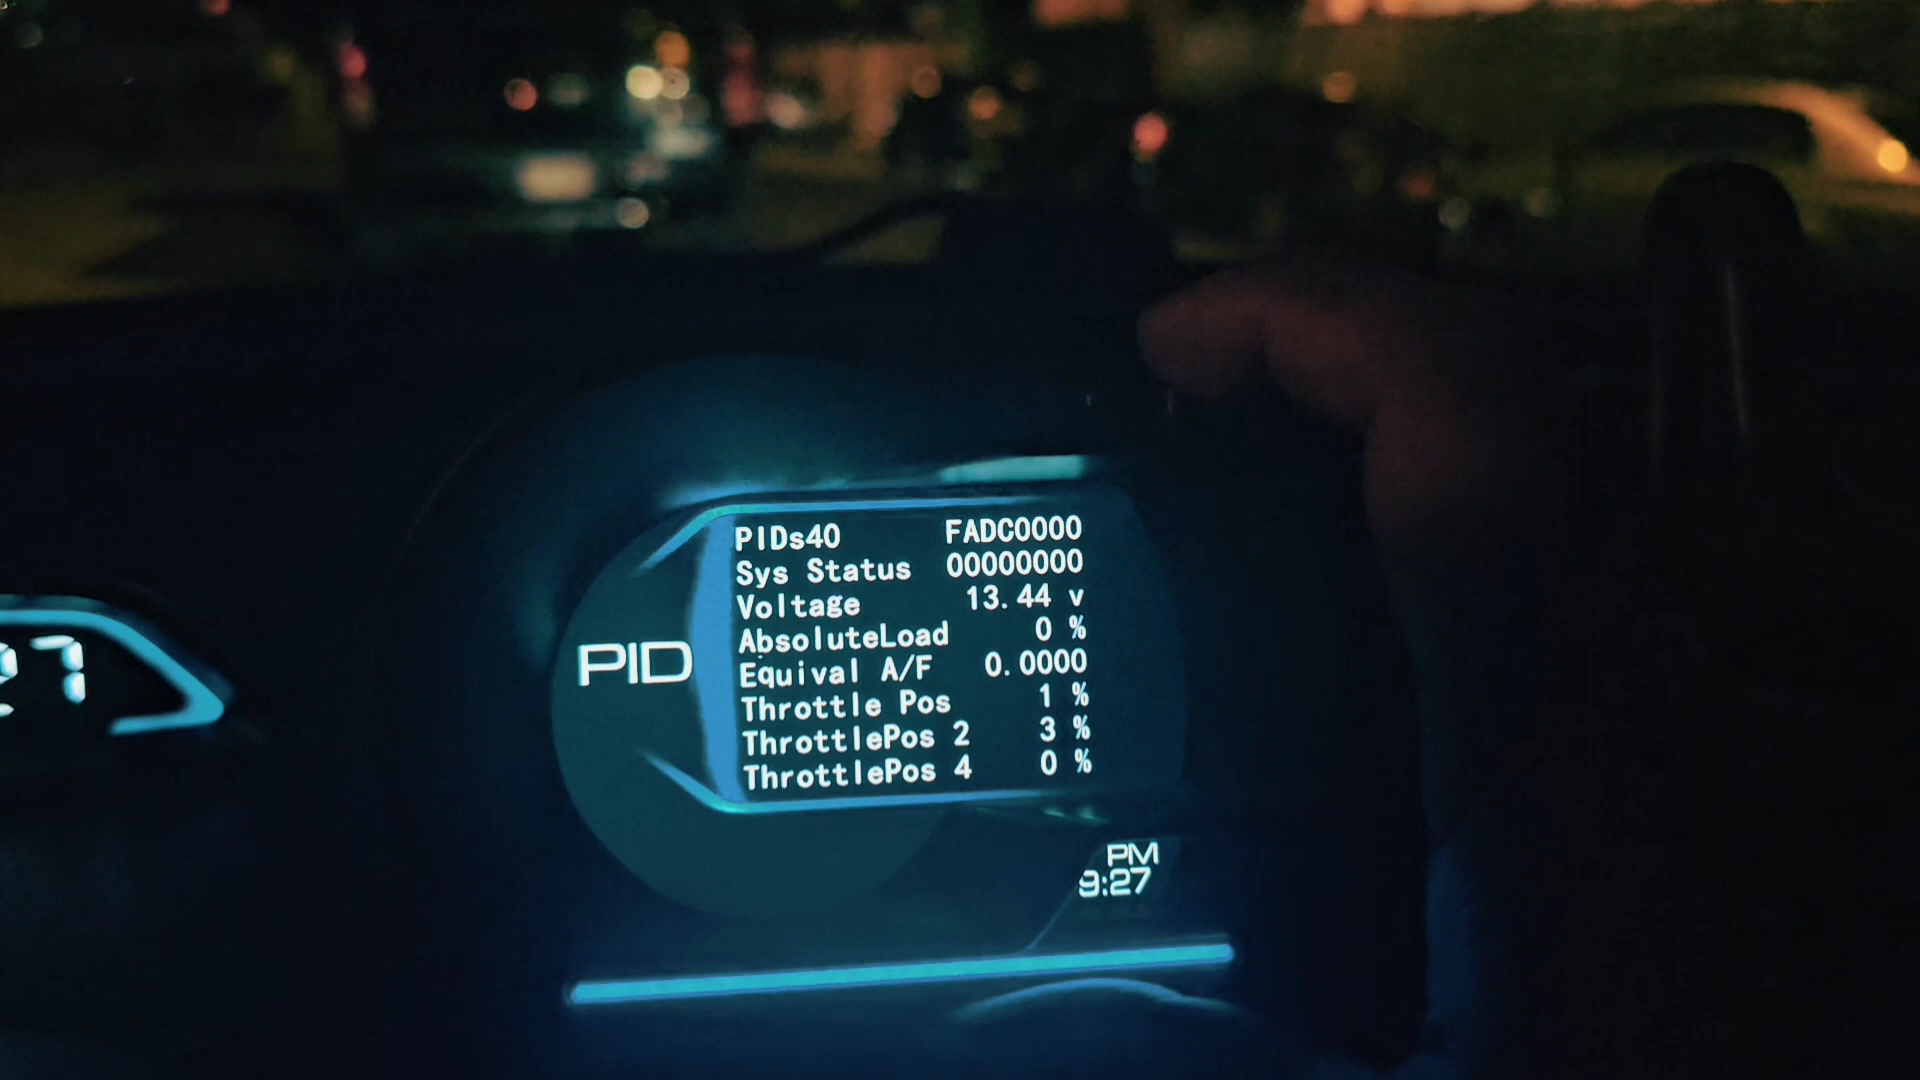 PIDs40 FADC0000
Sys Status 00000000
Voltage 13.44 v
AbsoluteLoad 0 %
Equival A/F 0.0000
Throttle Pos 1 %
ThrottlePos 2 3 %
ThrottlePos 4 0 %
PID
PM
9:27